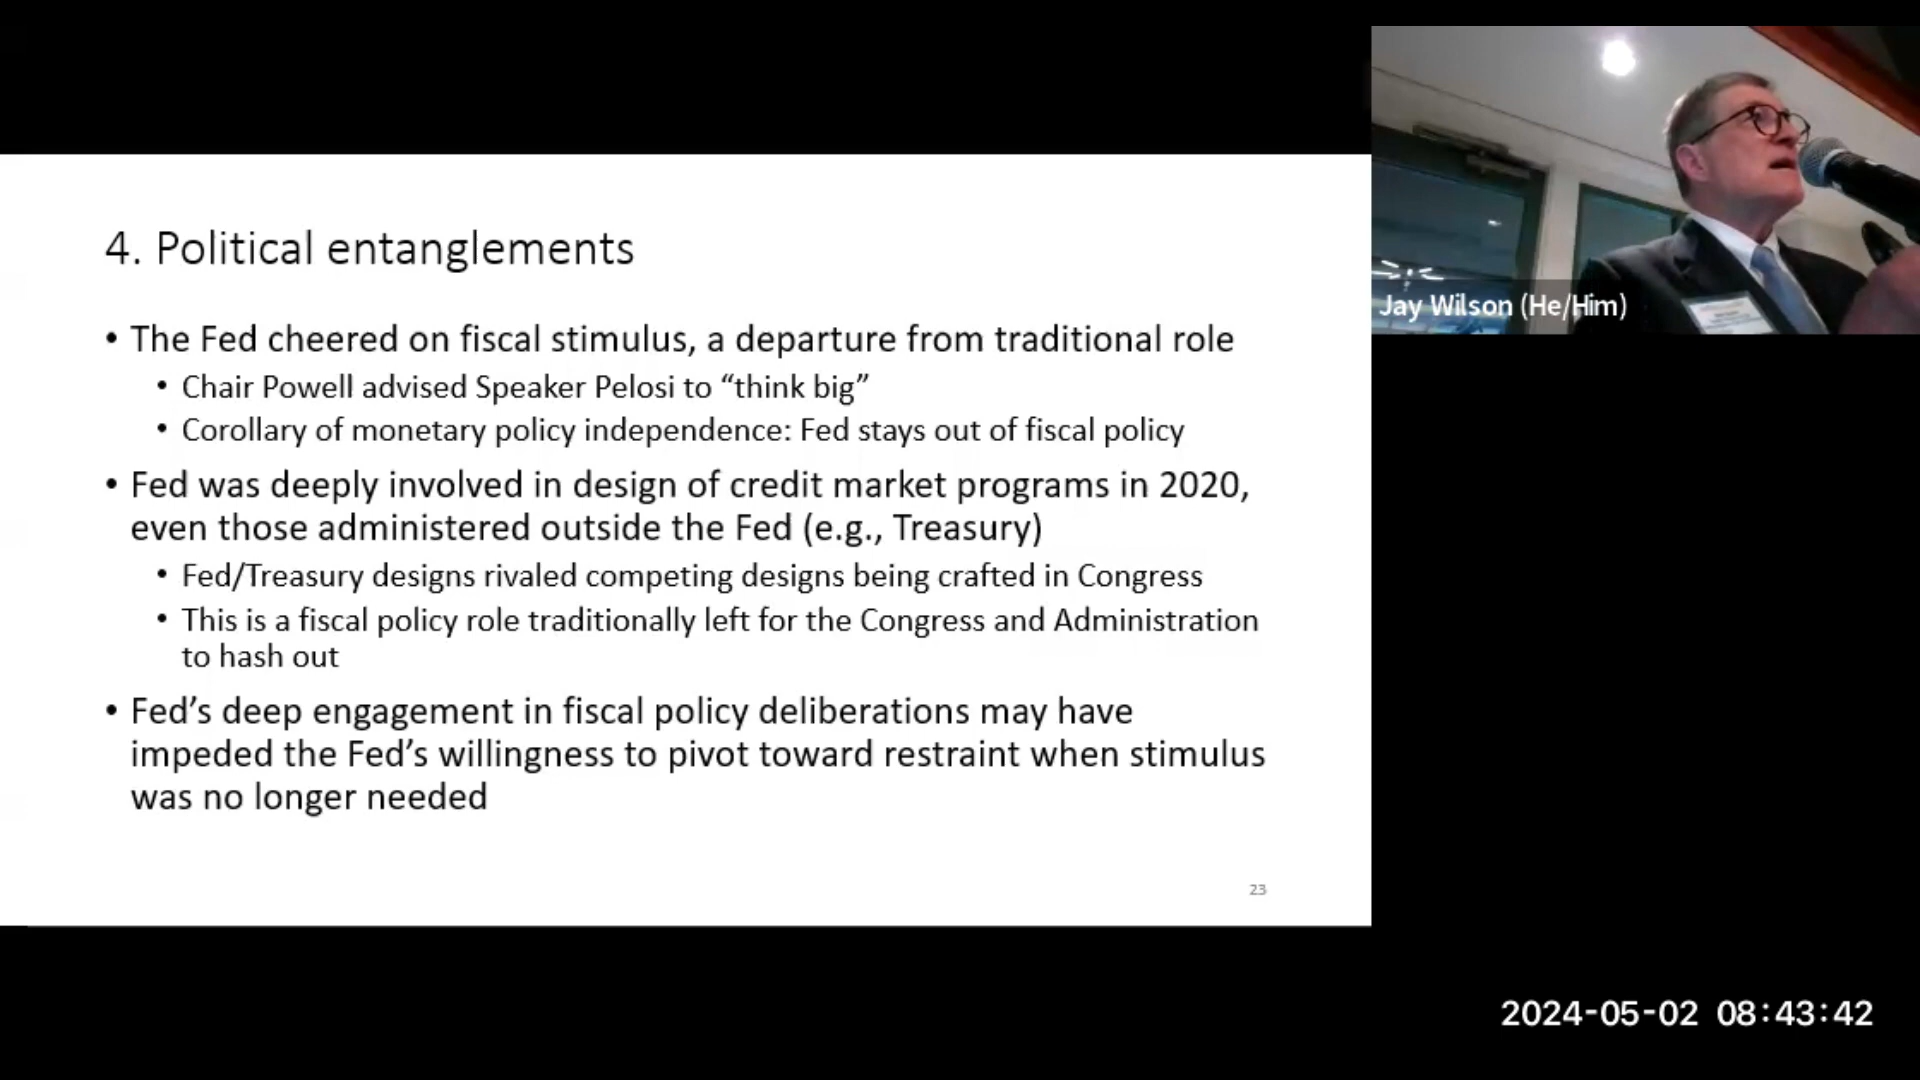 4. Political entanglements
• The Fed cheered on fiscal stimulus, a departure from traditional role
• Chair Powell advised Speaker Pelosi to “think big”
• Corollary of monetary policy independence: Fed stays out of fiscal policy
• Fed was deeply involved in design of credit market programs in 2020,
even those administered outside the Fed (e.g., Treasury)
• Fed/Treasury designs rivaled competing designs being crafted in Congress
• This is a fiscal policy role traditionally left for the Congress and Administration
to hash out
• Fed’s deep engagement in fiscal policy deliberations may have
impeded the Fed’s willingness to pivot toward restraint when stimulus
was no longer needed
23
Jay Wilson (He/Him)
2024-05-02 08:43:42